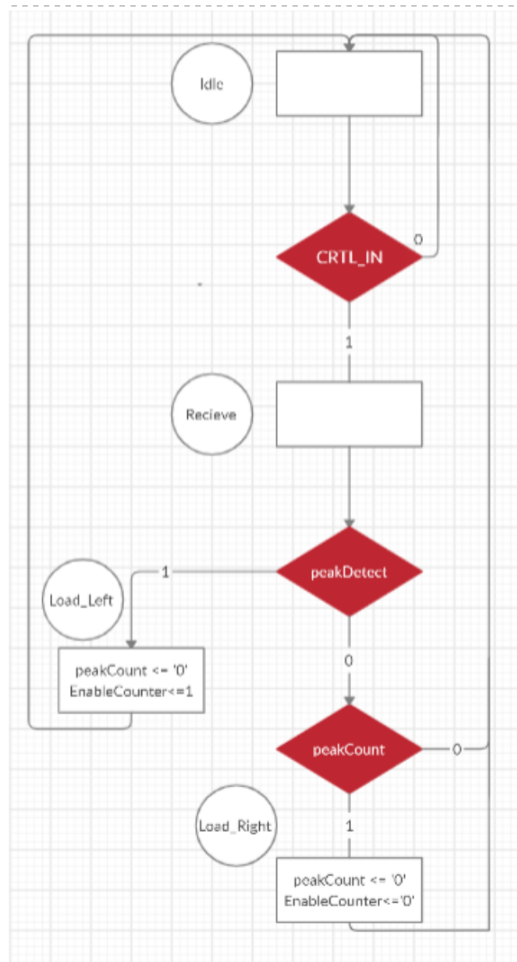 Idle
0
CRTL_IN
1
Recieve
peakDetect
1
Load_Left
peakCount <= '0'
EnableCounter<=1
0
peakCount
0
Load_Right
1
peakCount <= '0'
EnableCounter<='0'